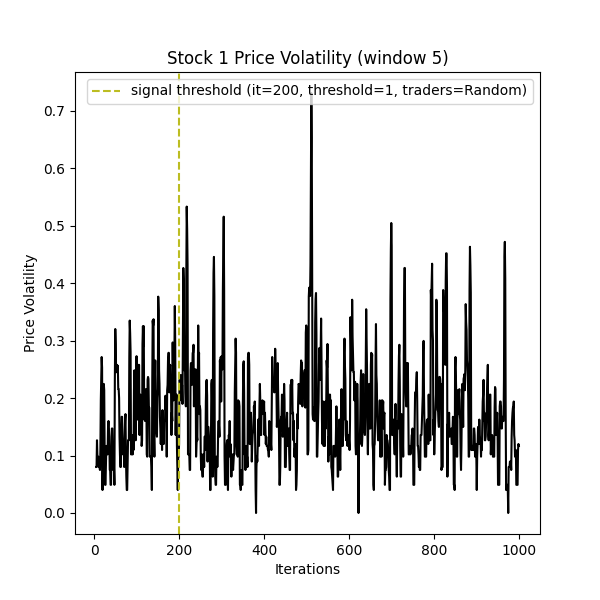 Stock 1 Price Volatility (window 5)
signal threshold (it=200, threshold=1, traders=Random)
Price Volatility
0.7
0.6
0.5
0.4
0.3
0.2
0.1
0.0
0 200 400 600 800 1000
Iterations